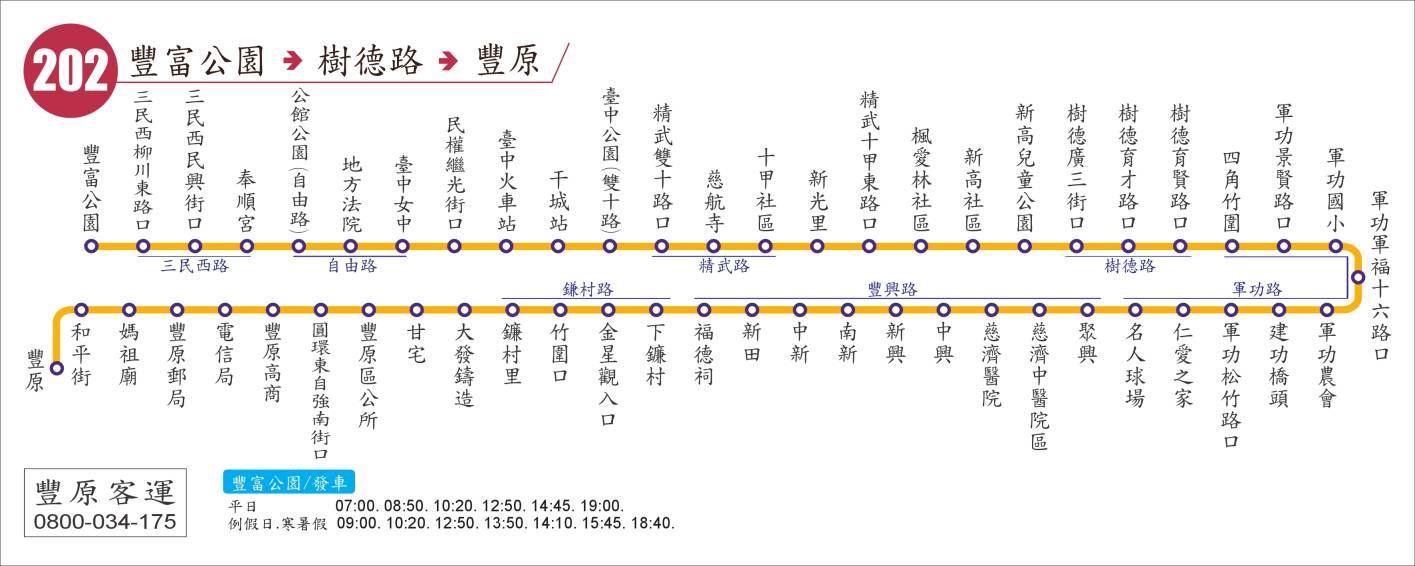 202 豐富公園 ➔ 樹德路 ➔ 豐原
豐富公園
三民西柳川東路口
三民西民興街口
奉順宮
公館公園(自由路)
地方法院
臺中女中
民權繼光街口
臺中火車站
干城站
臺中公園(雙十路)
精武雙十路口
慈航寺
十甲社區
新光里
精武十甲東路口
楓愛林社區
新高社區
新高兒童公園
樹德廣三街口
樹德育才路口
樹德育賢路口
四角竹圍
軍功景賢路口
軍功國小
軍功軍福十六路口
三民西路
自由路
精武路
樹德路
鎌村路
豐興路
軍功路
豐原
和平街
媽祖廟
豐原郵局
電信局
豐原高商
圓環東自強南街口
豐原區公所
甘宅
大發鑄造
鐮村里
竹圍口
金星觀入口
下鐮村
福德祠
新田
中新
南新
新興
中興
慈濟醫院
慈濟中醫院區
聚興
名人球場
仁愛之家
軍功松竹路口
建功橋頭
軍功農會
豐原客運
0800-034-175
豐富公園/發車
平日 07:00. 08:50. 10:20. 12:50. 14:45. 19:00.
例假日.寒暑假 09:00. 10:20. 12:50. 13:50. 14:10. 15:45. 18:40.